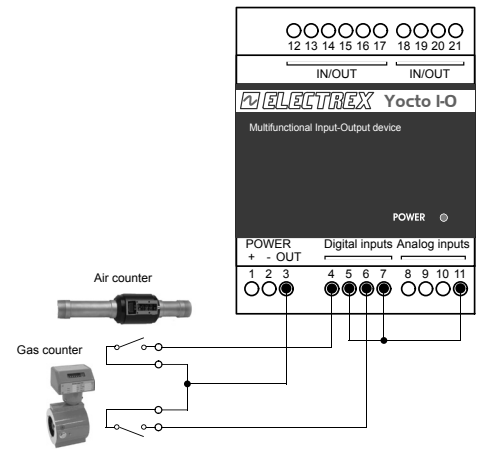 12 13 14 15 16 17 18 19 20 21
IN/OUT IN/OUT
ELECTREX Yocto I-O
Multifunctional Input-Output device
POWER
POWER Digital inputs Analog inputs
+ - OUT
1 2 3 4 5 6 7 8 9 10 11
Air counter
Gas counter